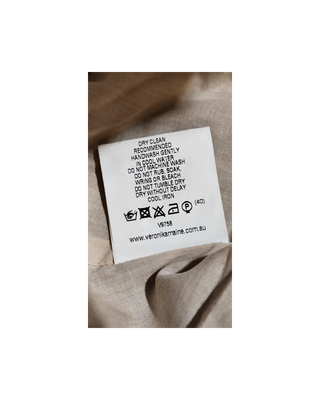 DRY CLEAN
RECOMMENDED
HANDWASH GENTLY
IN COOL WATER
DO NOT MACHINE WASH
DO NOT RUB, SOAK,
WRING OR BLEACH
DO NOT TUMBLE DRY
DRY WITHOUT DELAY
COOL IRON
P (40)
V9758
www.veronikamaine.com.au